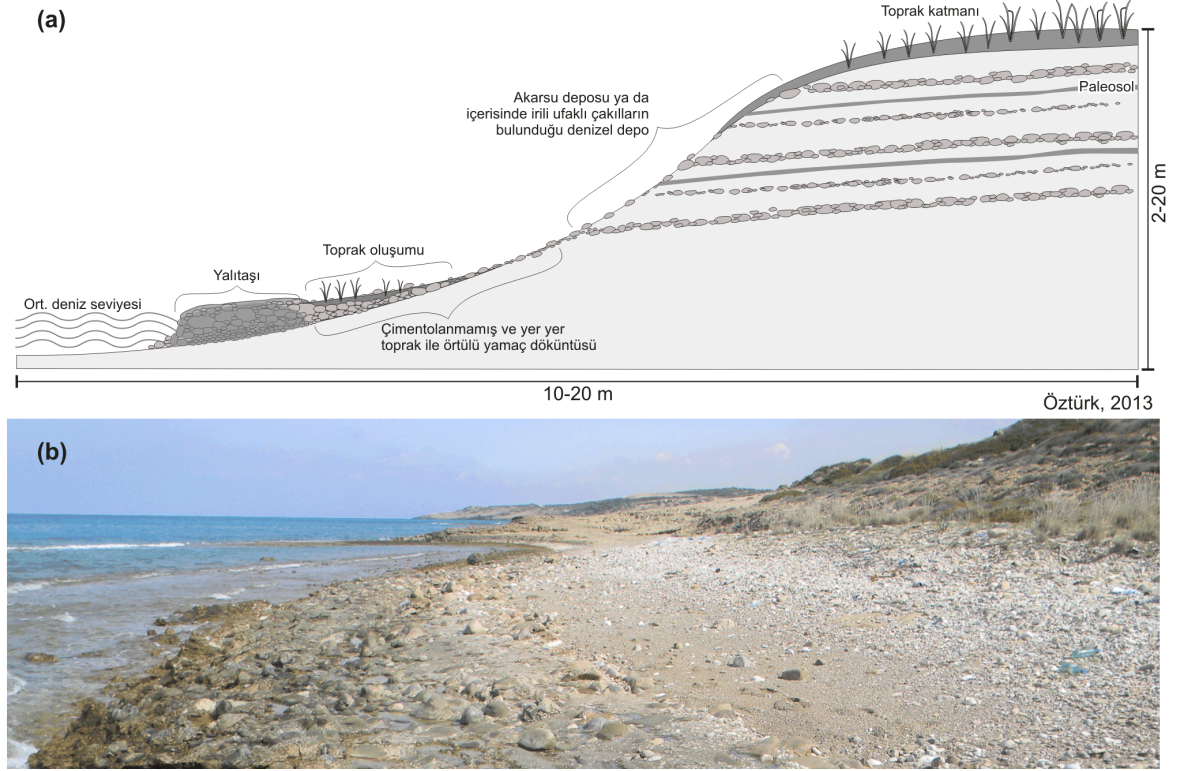 (a)
Toprak katmanı
Akarsu deposu ya da
içerisinde irili ufaklı çakılların
bulunduğu denizel depo
Paleosol
2-20 m
Toprak oluşumu
Yalıtaşı
Ort. deniz seviyesi
Çimentolanmamış ve yer yer
toprak ile örtülü yamaç döküntüsü
10-20 m
Öztürk, 2013
(b)